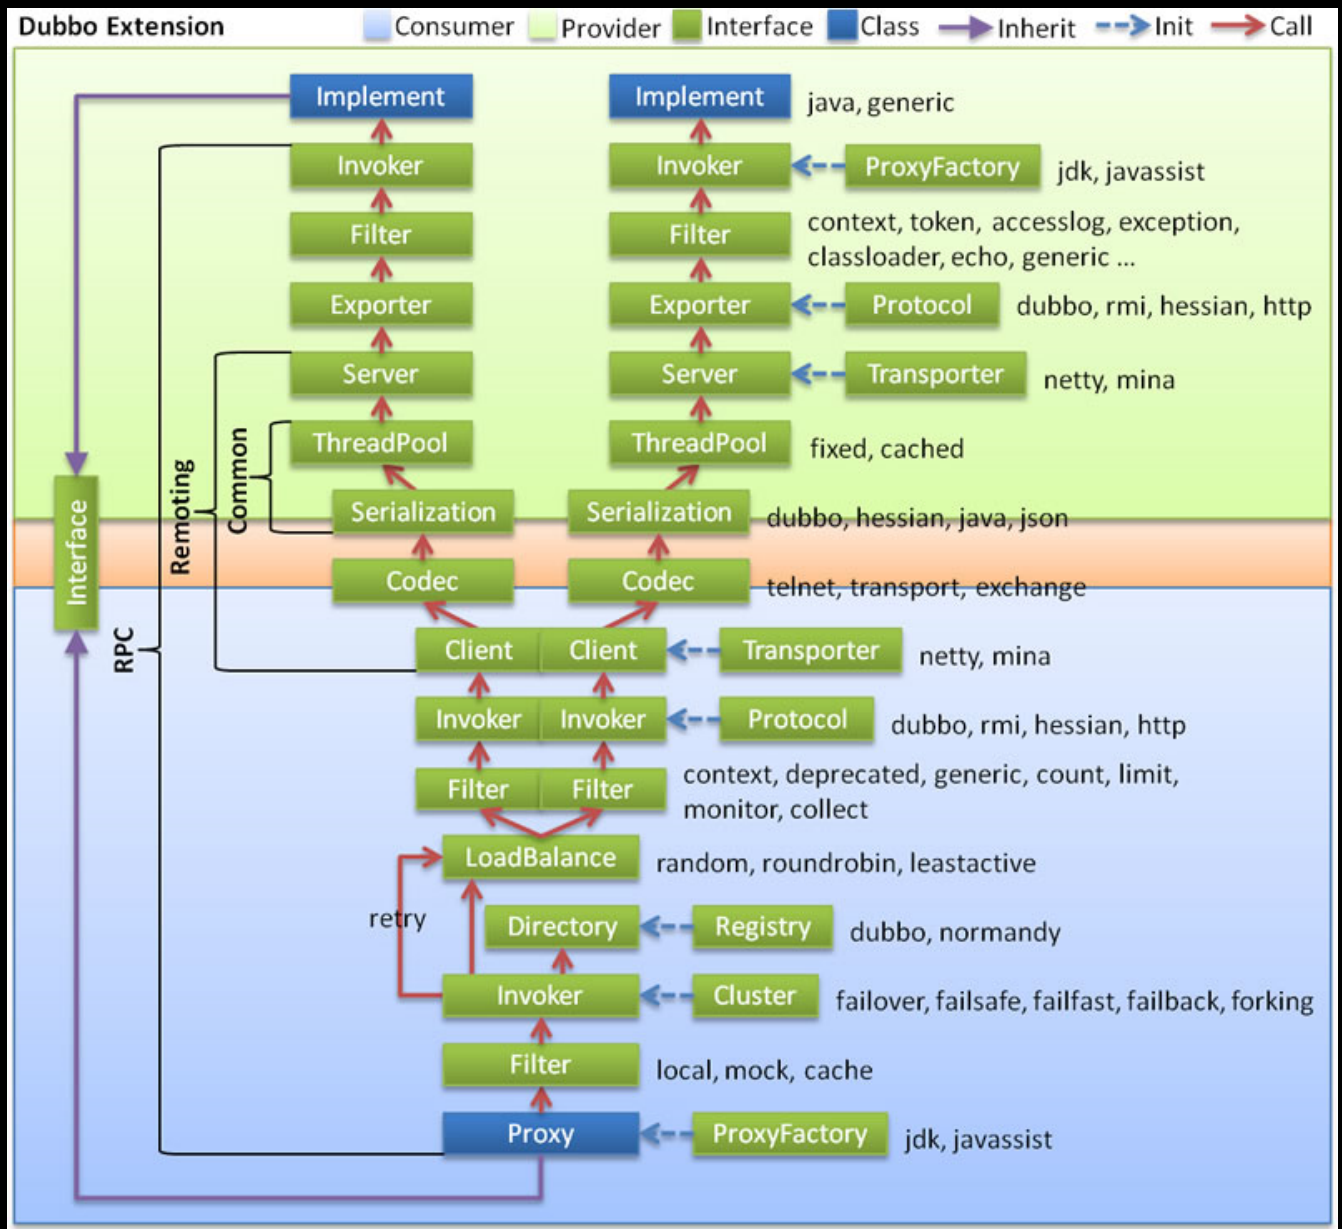 Dubbo Extension Consumer Provider Interface Class Inherit Init Call
Implement Implement java, generic
Invoker Invoker ProxyFactory jdk, javassist
Filter Filter context, token, accesslog, exception,
classloader, echo, generic ...
Exporter Exporter Protocol dubbo, rmi, hessian, http
Server Server Transporter netty, mina
ThreadPool ThreadPool fixed, cached
Common
Remoting
Serialization Serialization dubbo, hessian, java, json
Interface
Codec Codec telnet, transport, exchange
RPC
Client Client Transporter netty, mina
Invoker Invoker Protocol dubbo, rmi, hessian, http
Filter Filter context, deprecated, generic, count, limit,
monitor, collect
LoadBalance random, roundrobin, leastactive
retry
Directory Registry dubbo, normandy
Invoker Cluster failover, failsafe, failfast, failback, forking
Filter local, mock, cache
Proxy ProxyFactory jdk, javassist